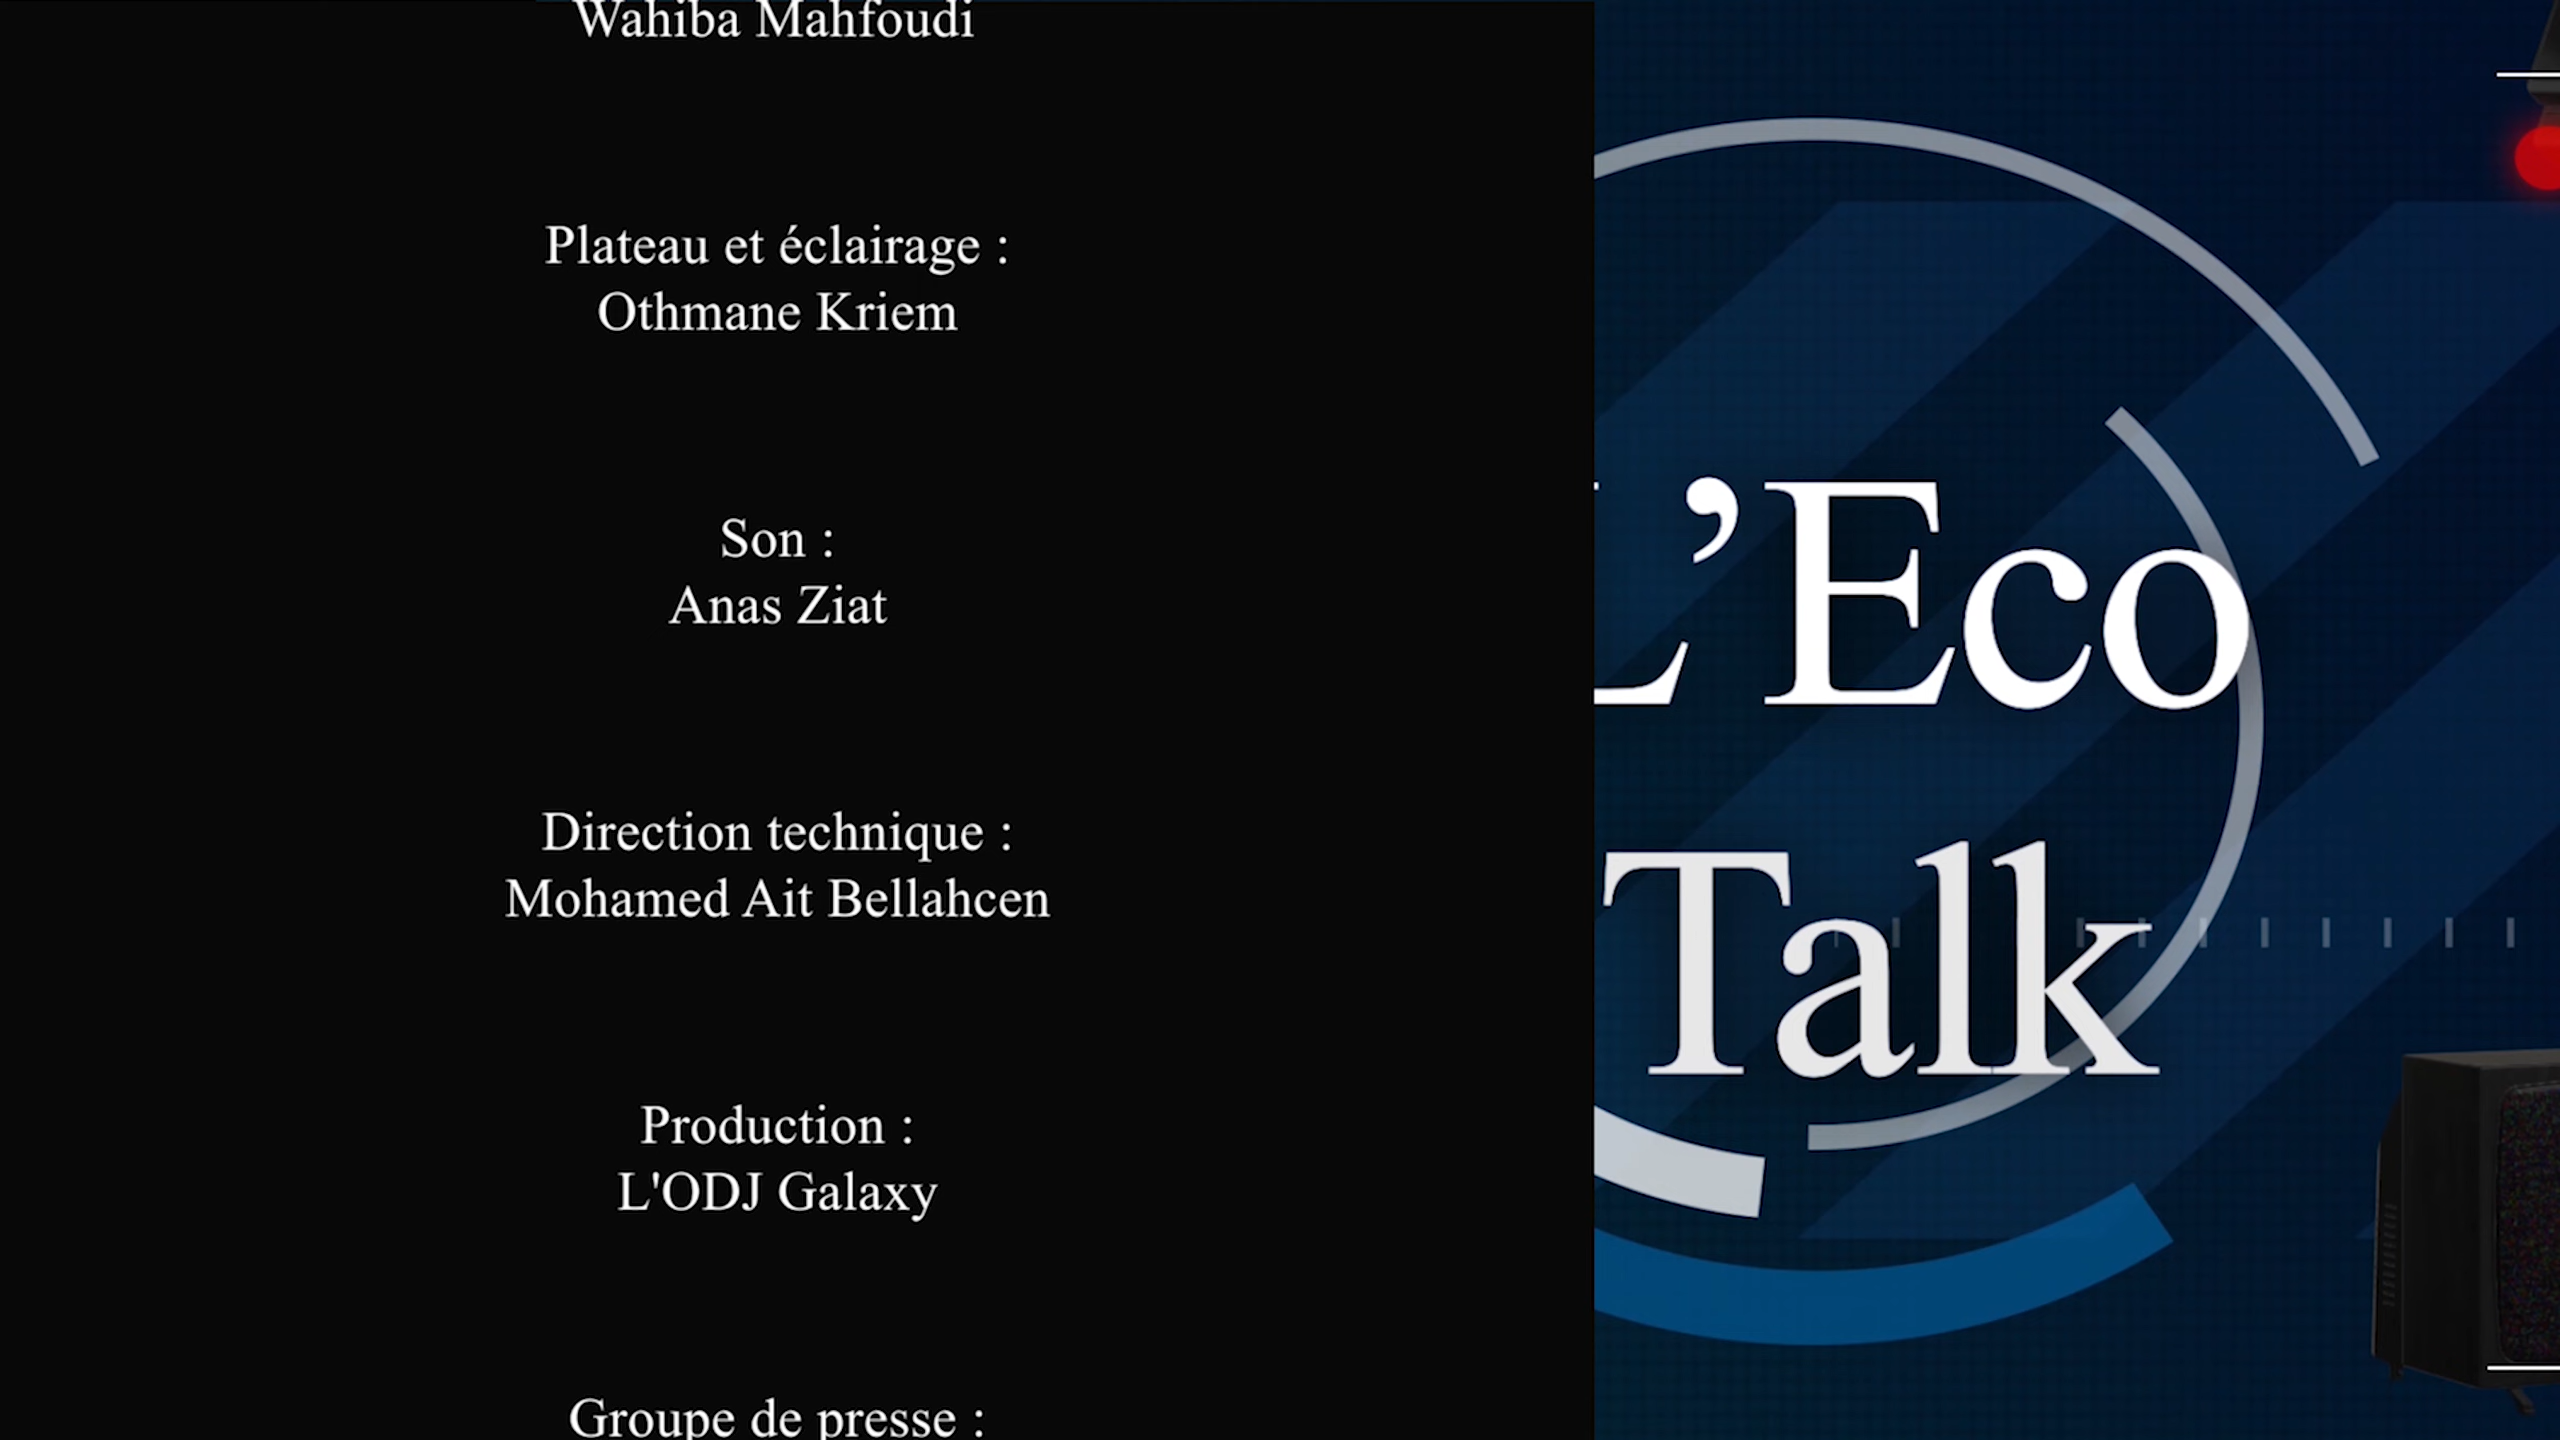 Wahiba Mahfoudi
Plateau et éclairage :
Othmane Kriem
Son :
Anas Ziat
Direction technique :
Mohamed Ait Bellahcen
Production :
L'ODJ Galaxy
Groupe de presse :
L’Eco
Talk